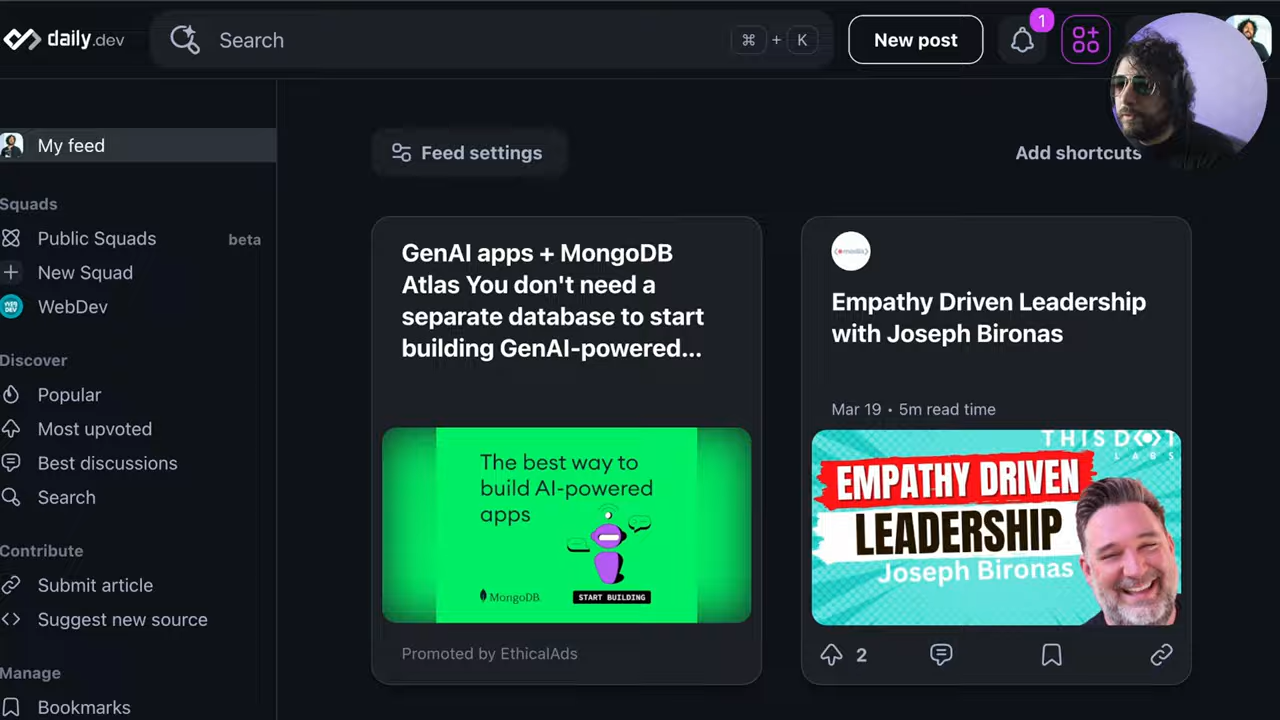 daily.dev
Search
⌘ + K
New post
1
My feed
Feed settings
Add shortcuts
Squads
Public Squads beta
New Squad
WebDev
Discover
Popular
Most upvoted
Best discussions
Search
Contribute
Submit article
Suggest new source
Manage
Bookmarks
GenAI apps + MongoDB
Atlas You don't need a
separate database to start
building GenAI-powered...
The best way to
build AI-powered
apps
MongoDB.
START BUILDING
Promoted by EthicalAds
Empathy Driven Leadership
with Joseph Bironas
Mar 19 • 5m read time
THIS DOT
LABS
EMPATHY DRIVEN
LEADERSHIP
Joseph Bironas
2